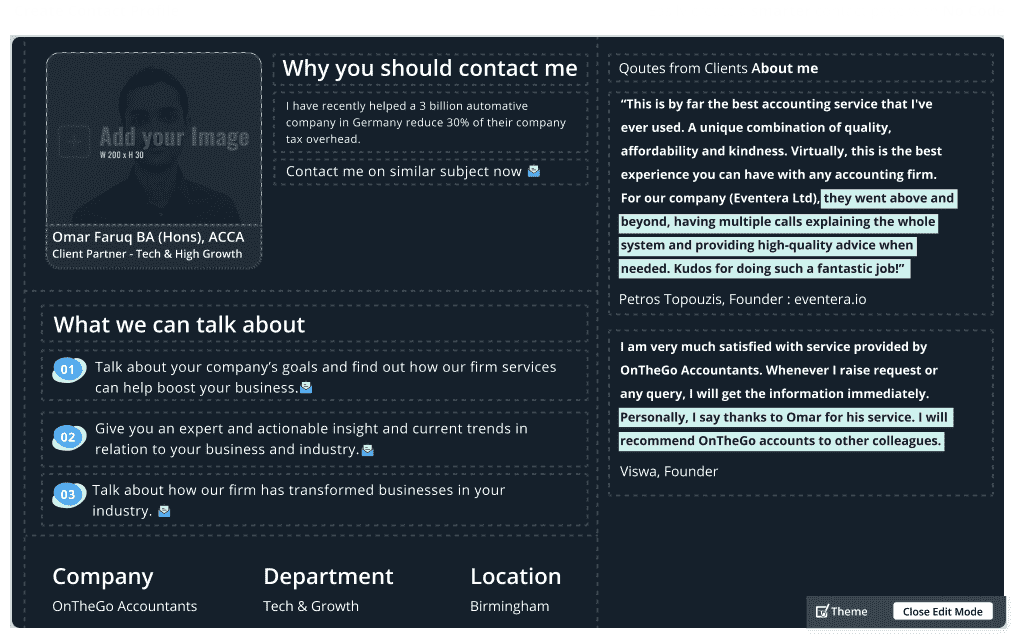 Add your Image
W 200 x H 30
Omar Faruq BA (Hons), ACCA
Client Partner - Tech & High Growth
Why you should contact me
I have recently helped a 3 billion automative
company in Germany reduce 30% of their company
tax overhead.
Contact me on similar subject now
What we can talk about
01
Talk about your company’s goals and find out how our firm services
can help boost your business.
02
Give you an expert and actionable insight and current trends in
relation to your business and industry.
03
Talk about how our firm has transformed businesses in your
industry.
Company
OnTheGo Accountants
Department
Tech & Growth
Location
Birmingham
Qoutes from Clients About me
“This is by far the best accounting service that I've
ever used. A unique combination of quality,
affordability and kindness. Virtually, this is the best
experience you can have with any accounting firm.
For our company (Eventera Ltd), they went above and
beyond, having multiple calls explaining the whole
system and providing high-quality advice when
needed. Kudos for doing such a fantastic job!”
Petros Topouzis, Founder : eventera.io
I am very much satisfied with service provided by
OnTheGo Accountants. Whenever I raise request or
any query, I will get the information immediately.
Personally, I say thanks to Omar for his service. I will
recommend OnTheGo accounts to other colleagues.
Viswa, Founder
Theme
Close Edit Mode